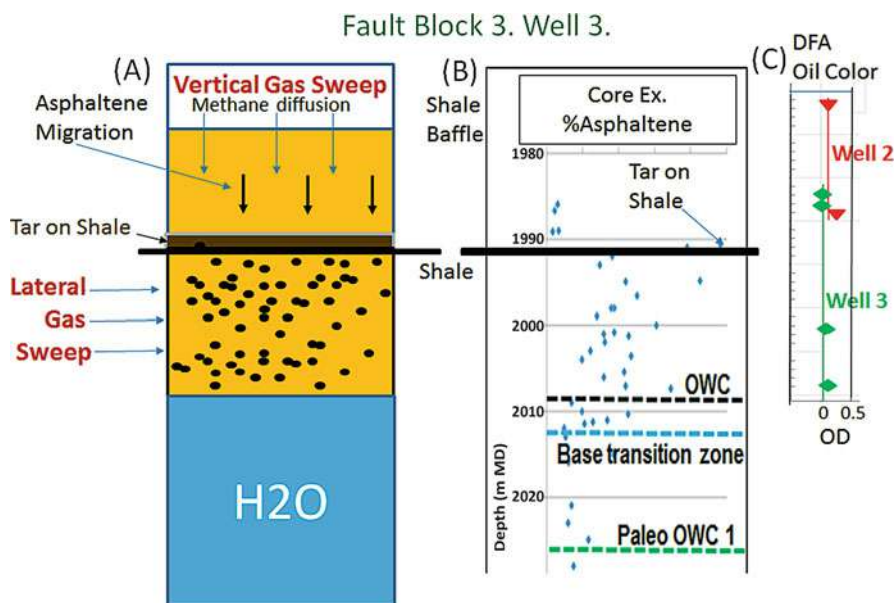 Fault Block 3. Well 3.
(A)
Vertical Gas Sweep
Methane diffusion
Asphaltene
Migration
Tar on Shale
Lateral
Gas
Sweep
H2O
(B)
Shale
Baffle
Core Ex.
%Asphaltene
1980
Tar on
Shale
1990
Shale
2000
OWC
2010
Base transition zone
2020
Paleo OWC 1
Depth (m MD)
(C)
DFA
Oil Color
Well 2
Well 3
0 0.5
OD